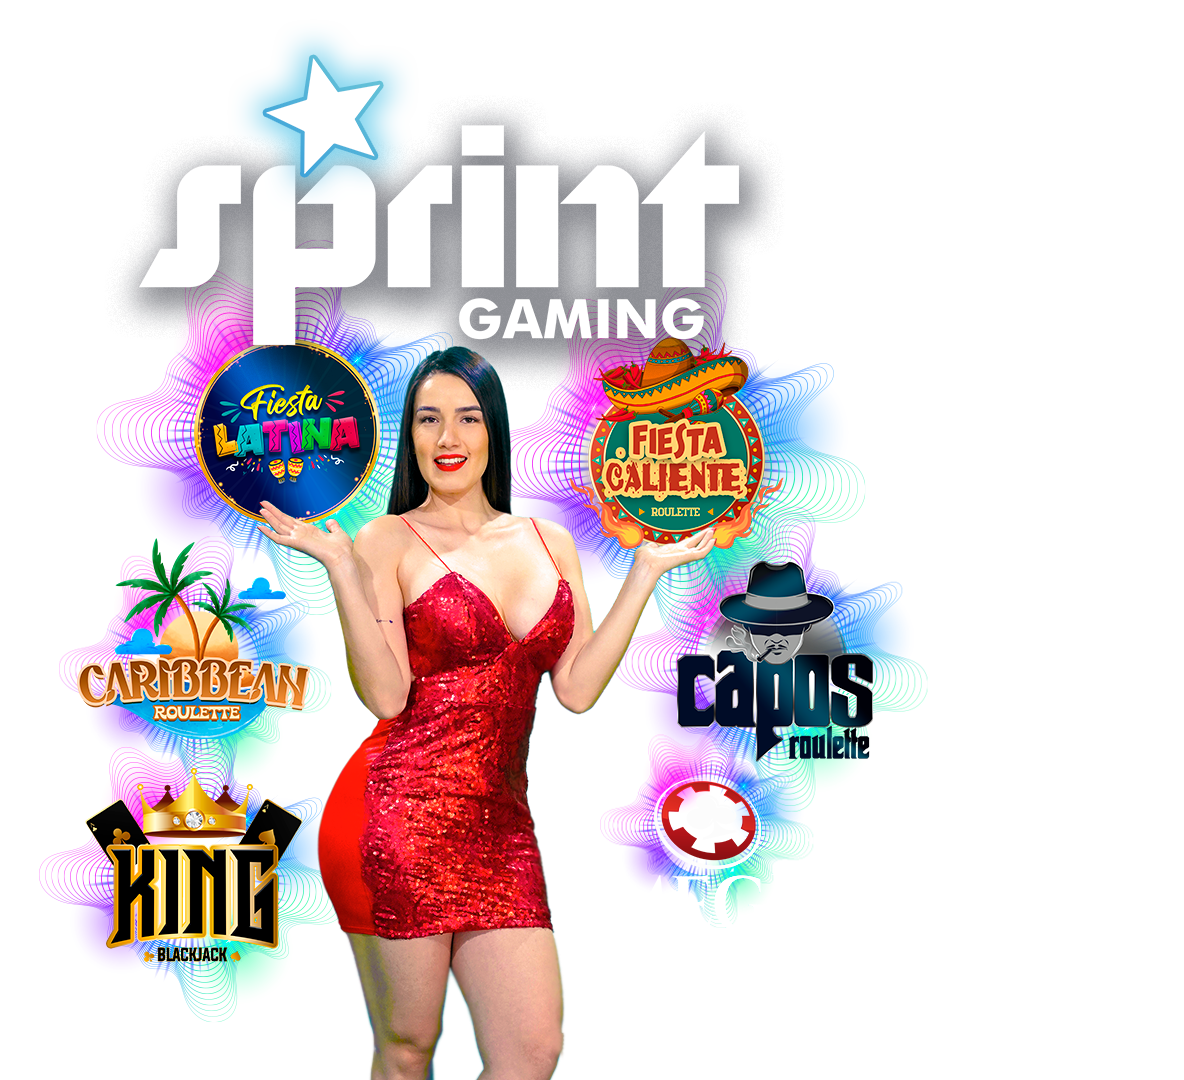 sprint
GAMING
Fiesta
LATINA
FIESTA
CALIENTE
ROULETTE
CARIBBEAN
ROULETTE
capos
roulette
KING
BLACKJACK